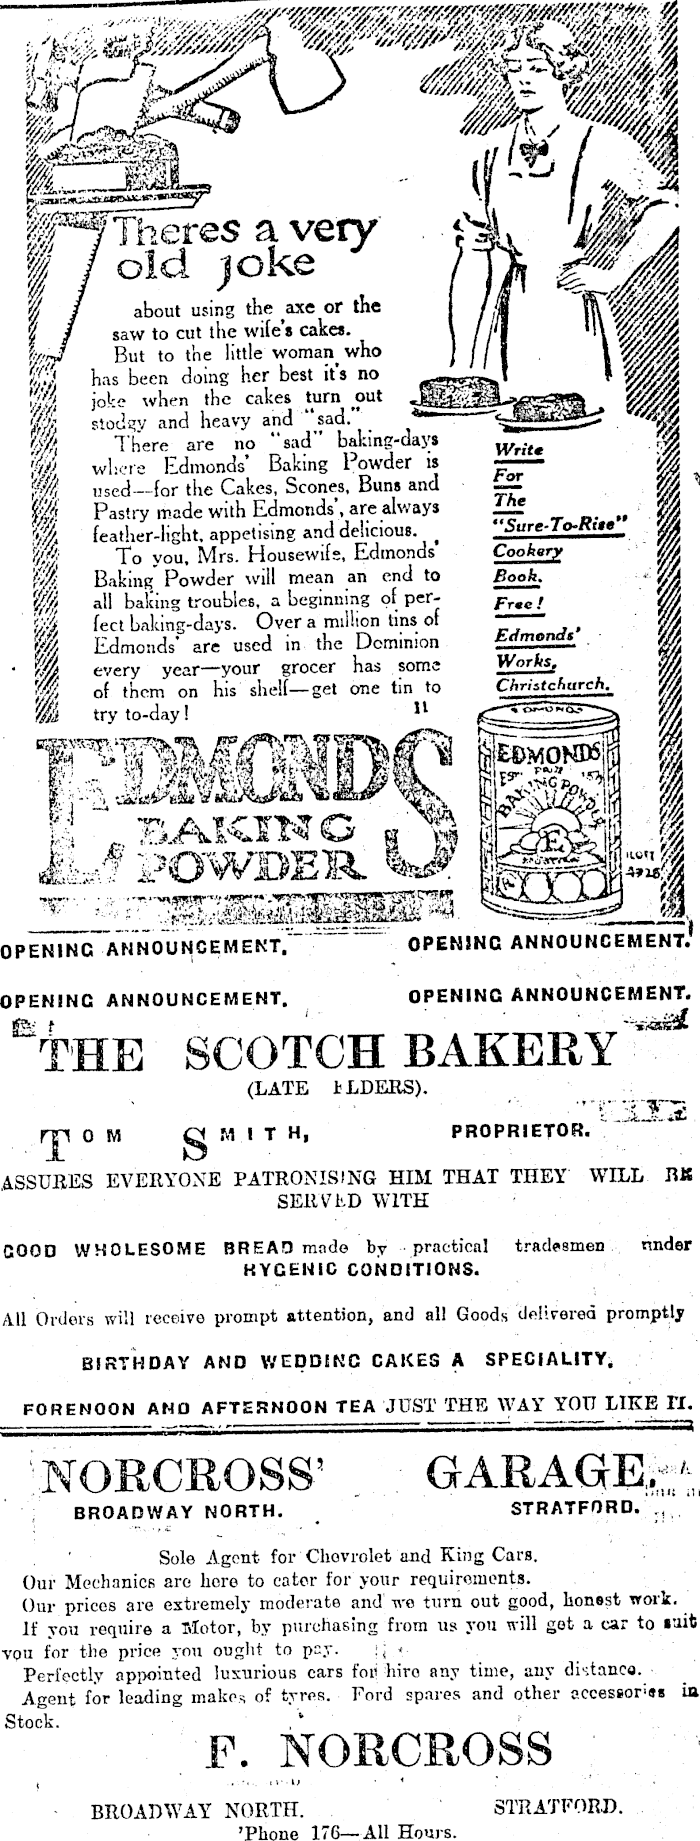 Theres a very
old joke
about using the axe or the
saw to cut the wife's cakes.
But to the little woman who
has been doing her best it's no
joke when the cakes turn out
stodgy and heavy and "sad."
There are no "sad" baking-days
where Edmonds' Baking Powder is
used—for the Cakes, Scones, Buns and
Pastry made with Edmonds', are always
feather-light, appetising and delicious.
To you, Mrs. Housewife, Edmonds'
Baking Powder will mean an end to
all baking troubles, a beginning of per-
fect baking-days. Over a million tins of
Edmonds' are used in the Dominion
every year—your grocer has some
of them on his shelf—get one tin to
try to-day! 11
Write
For
The
"Sure-To-Rise"
Cookery
Book.
Free!
Edmonds'
Works,
Christchurch.
EDMONDS
BAKING
POWDER
EDMONDS
EDMONDS
BAKING POWDER
E
OPENING ANNOUNCEMENT. OPENING ANNOUNCEMENT.
OPENING ANNOUNCEMENT. OPENING ANNOUNCEMENT.
THE SCOTCH BAKERY
(LATE ELDERS).
TOM SMITH, PROPRIETOR.
ASSURES EVERYONE PATRONISING HIM THAT THEY WILL BE
SERVED WITH
GOOD WHOLESOME BREAD made by practical tradesmen under
HYGENIC CONDITIONS.
All Orders will receive prompt attention, and all Goods delivered promptly
BIRTHDAY AND WEDDING CAKES A SPECIALITY.
FORENOON AND AFTERNOON TEA JUST THE WAY YOU LIKE IT.
NORCROSS' GARAGE.
BROADWAY NORTH. STRATFORD.
Sole Agent for Chevrolet and King Cars.
Our Mechanics are here to cater for your requirements.
Our prices are extremely moderate and we turn out good, honest work.
If you require a Motor, by purchasing from us you will get a car to suit
you for the price you ought to pay.
Perfectly appointed luxurious cars for hire any time, any distance.
Agent for leading makes of tyres. Ford spares and other accessories in
Stock.
F. NORCROSS
BROADWAY NORTH. STRATFORD.
'Phone 176—All Hours.